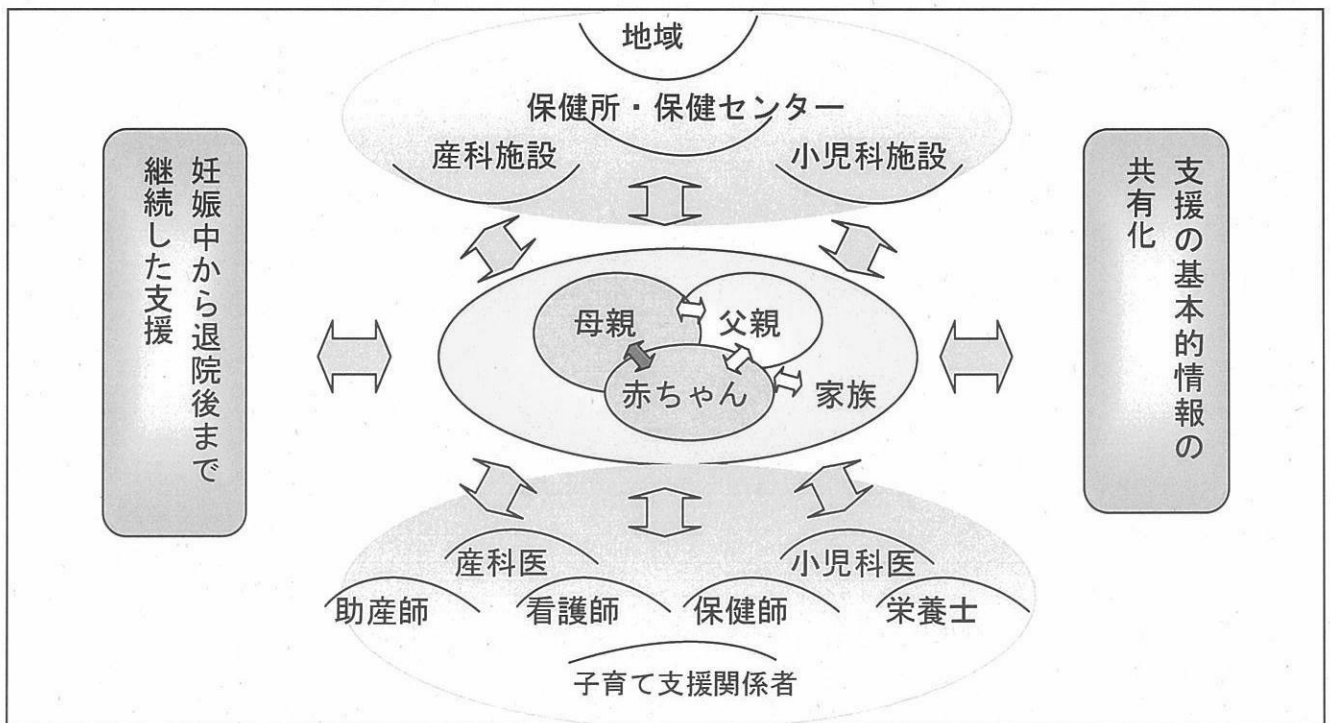 地域
保健所・保健センター
産科施設
小児科施設
妊娠中から退院後まで
継続した支援
支援の基本的情報の
共有化
母親
父親
赤ちゃん
家族
産科医
小児科医
助産師
看護師
保健師
栄養士
子育て支援関係者